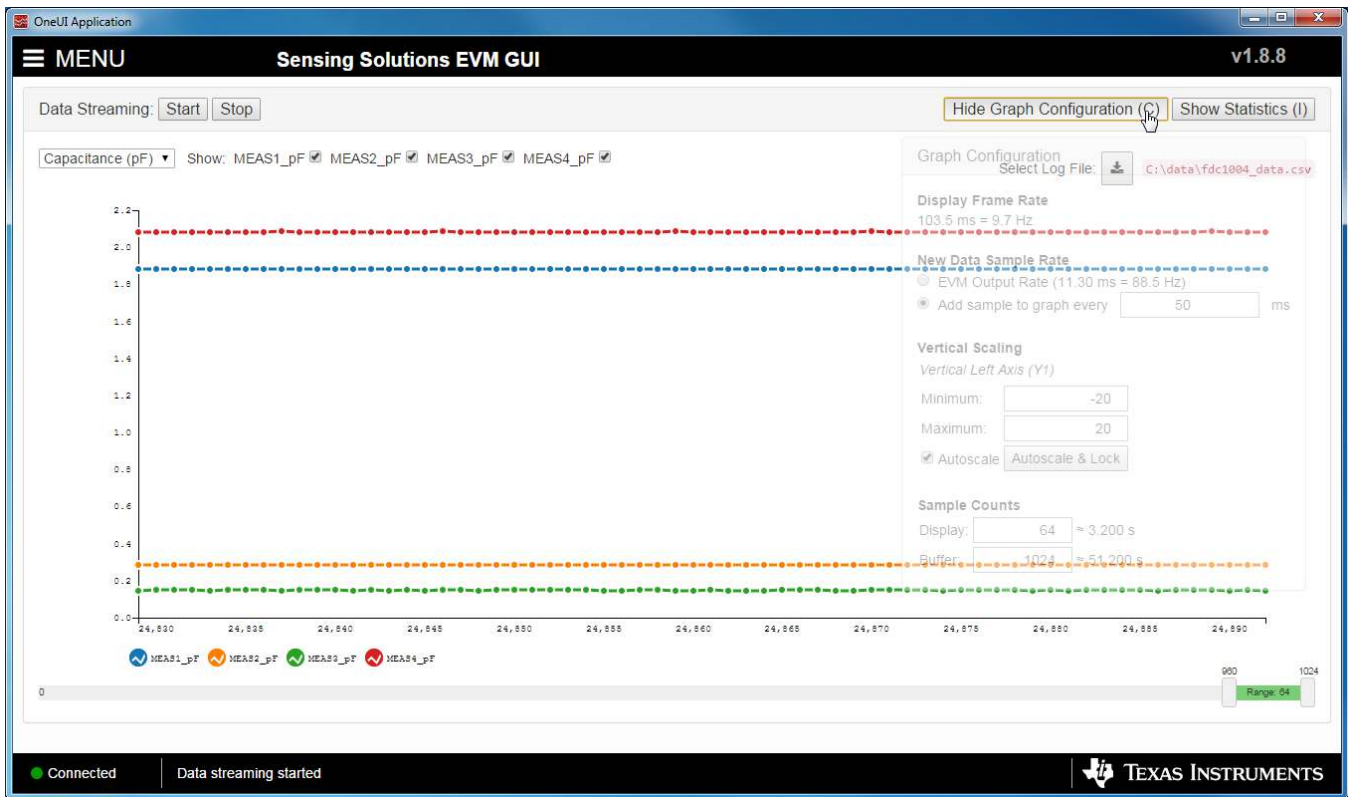 OneUI Application
MENU Sensing Solutions EVM GUI v1.8.8
Data Streaming: Start Stop Hide Graph Configuration (C) Show Statistics (I)
Capacitance (pF) Show: MEAS1_pF MEAS2_pF MEAS3_pF MEAS4_pF
Graph Configuration
Select Log File: C:\data\fdc1004_data.csv
Display Frame Rate
103.5 ms = 9.7 Hz
New Data Sample Rate
EVM Output Rate (11.30 ms = 88.5 Hz)
Add sample to graph every 50 ms
Vertical Scaling
Vertical Left Axis (Y1)
Minimum: -20
Maximum: 20
Autoscale Autoscale & Lock
Sample Counts
Display: 64 ≈ 3.200 s
Buffer: 1024 ≈ 51.200 s
2.2
2.0
1.8
1.6
1.4
1.2
1.0
0.8
0.6
0.4
0.2
0.0
24,830 24,835 24,840 24,845 24,850 24,855 24,860 24,865 24,870 24,875 24,880 24,885 24,890
MEAS1_pF MEAS2_pF MEAS3_pF MEAS4_pF
960 1024
0 Range: 64
Connected Data streaming started TEXAS INSTRUMENTS